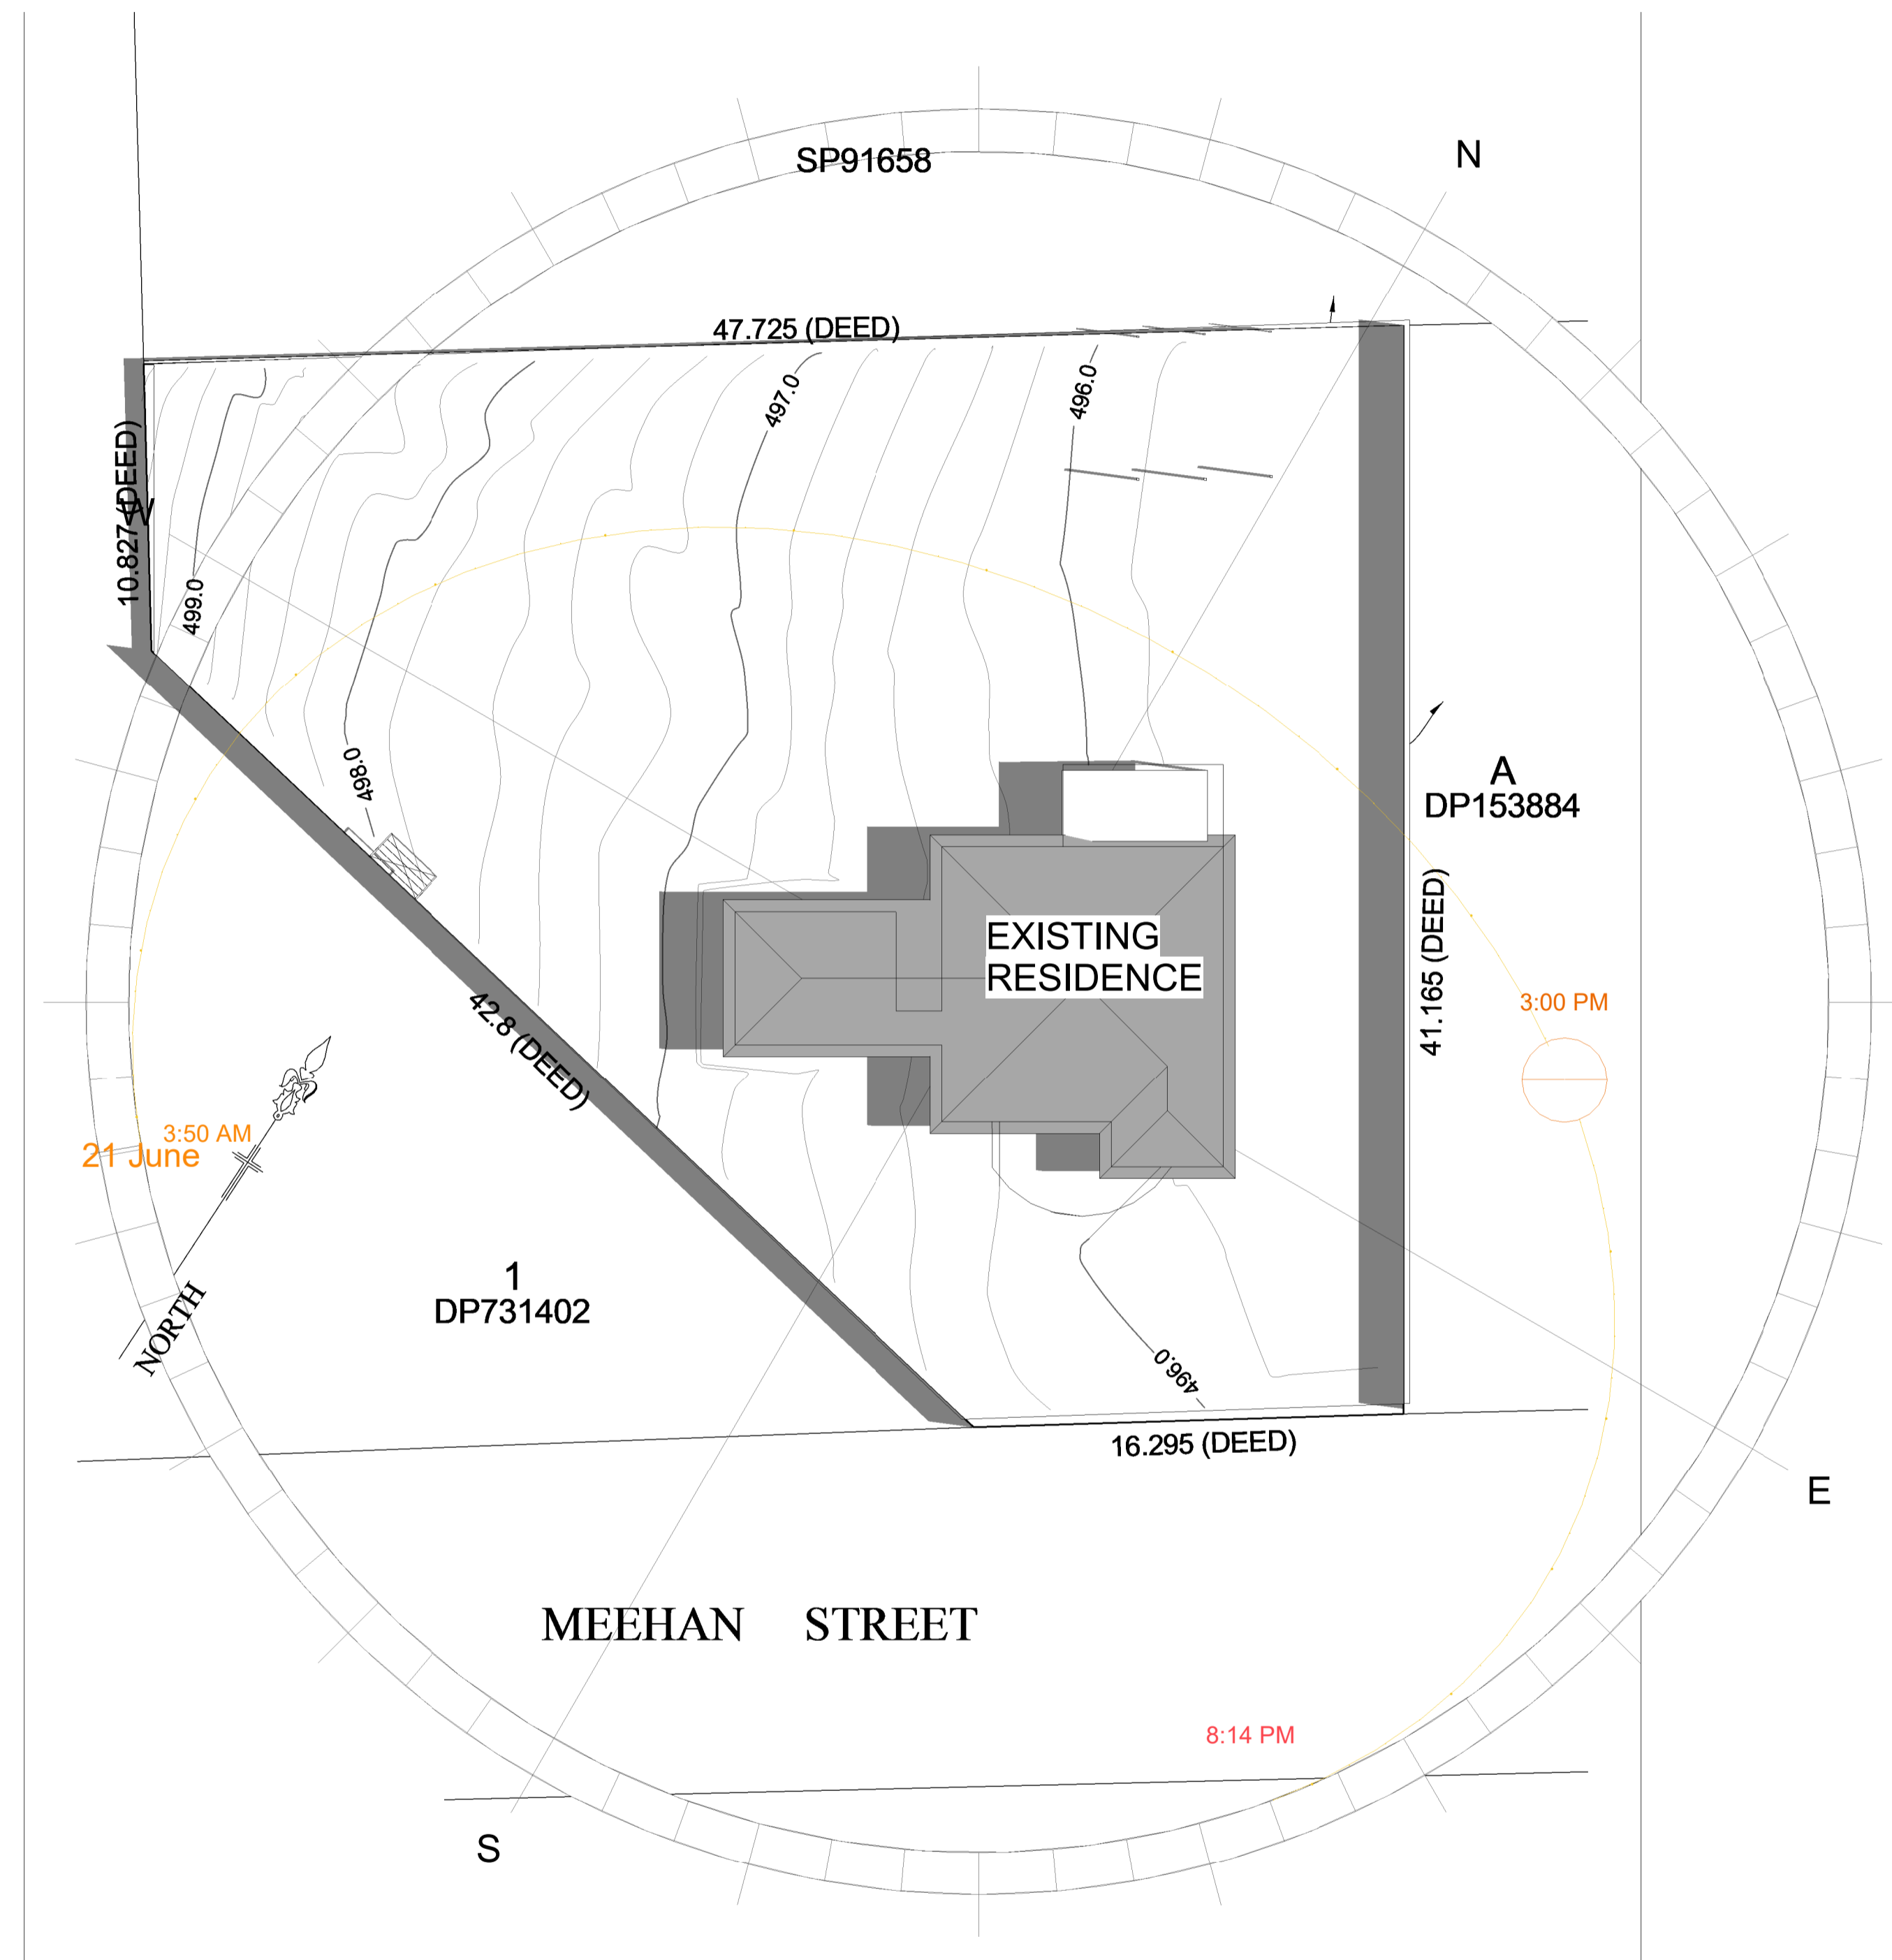 N
SP91658
47.725 (DEED)
497.0
496.0
10.827 (DEED)
W
499.0
498.0
A
DP153884
EXISTING
RESIDENCE
41.165 (DEED)
3:00 PM
42.8 (DEED)
3:50 AM
21 June
NORTH
1
DP731402
496.0
16.295 (DEED)
E
MEEHAN STREET
8:14 PM
S